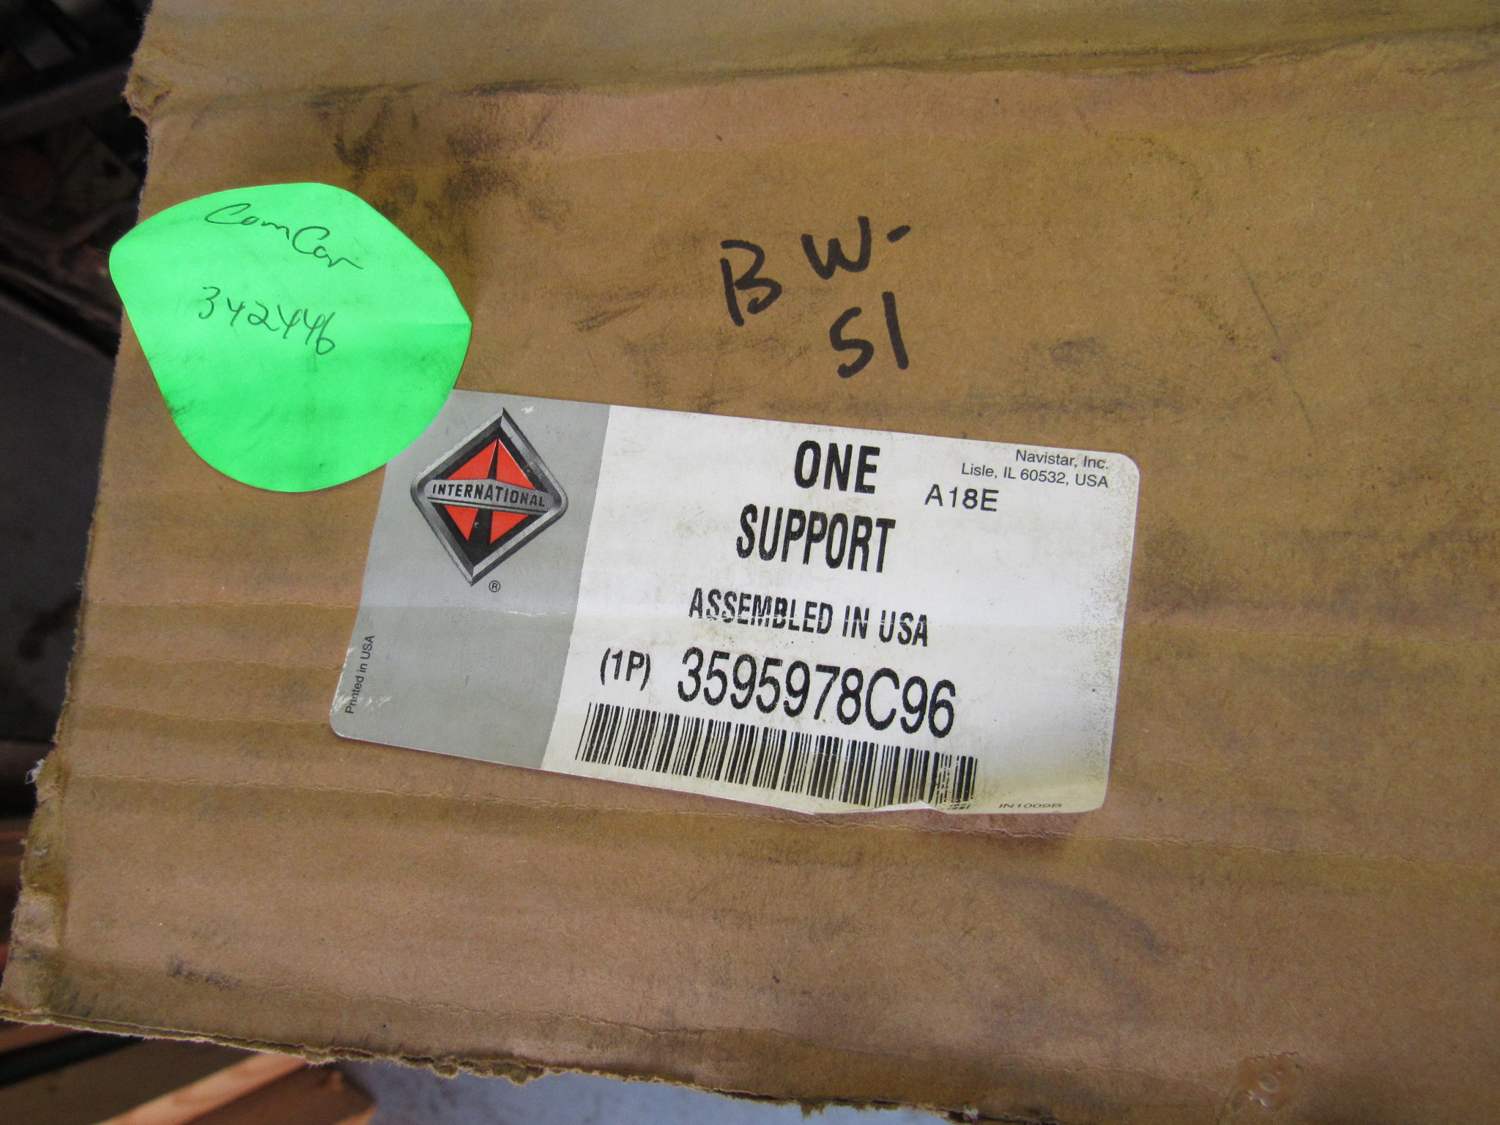 ComCar
342446
BW-
51
INTERNATIONAL
®
Printed in USA
ONE
SUPPORT
Navistar, Inc.
Lisle, IL 60532, USA
A18E
ASSEMBLED IN USA
(1P) 3595978C96
IN1009B